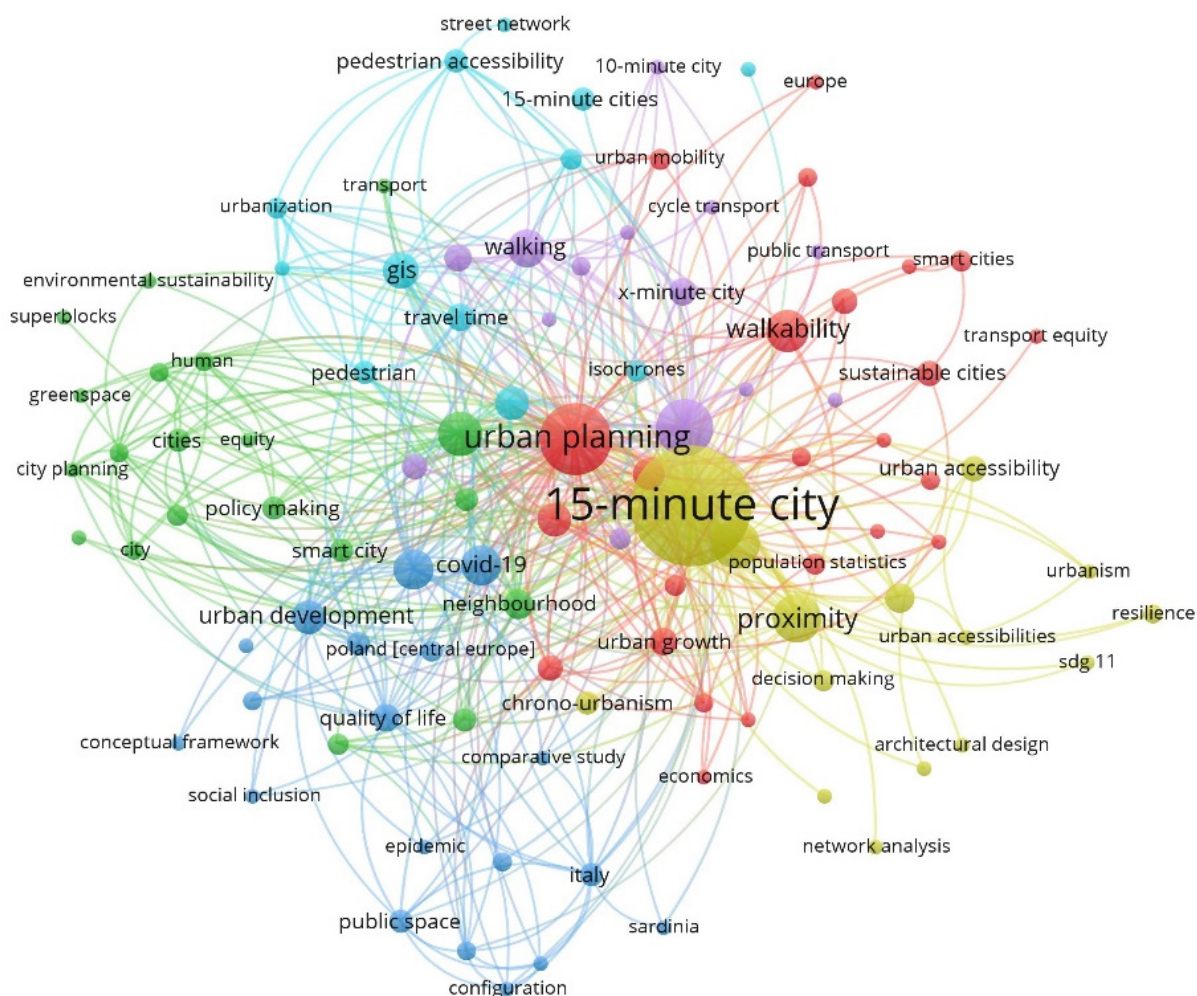 street network
pedestrian accessibility
10-minute city
15-minute cities
europe
urban mobility
transport
urbanization
cycle transport
walking
public transport
smart cities
gis
environmental sustainability
x-minute city
superblocks
travel time
walkability
transport equity
human
pedestrian
isochrones
sustainable cities
greenspace
cities
equity
urban planning
city planning
urban accessibility
policy making
15-minute city
city
smart city
covid-19
population statistics
urbanism
urban development
neighbourhood
proximity
resilience
poland [central europe]
urban growth
urban accessibilities
sdg 11
decision making
quality of life
chrono-urbanism
conceptual framework
comparative study
architectural design
economics
social inclusion
epidemic
network analysis
italy
public space
sardinia
configuration